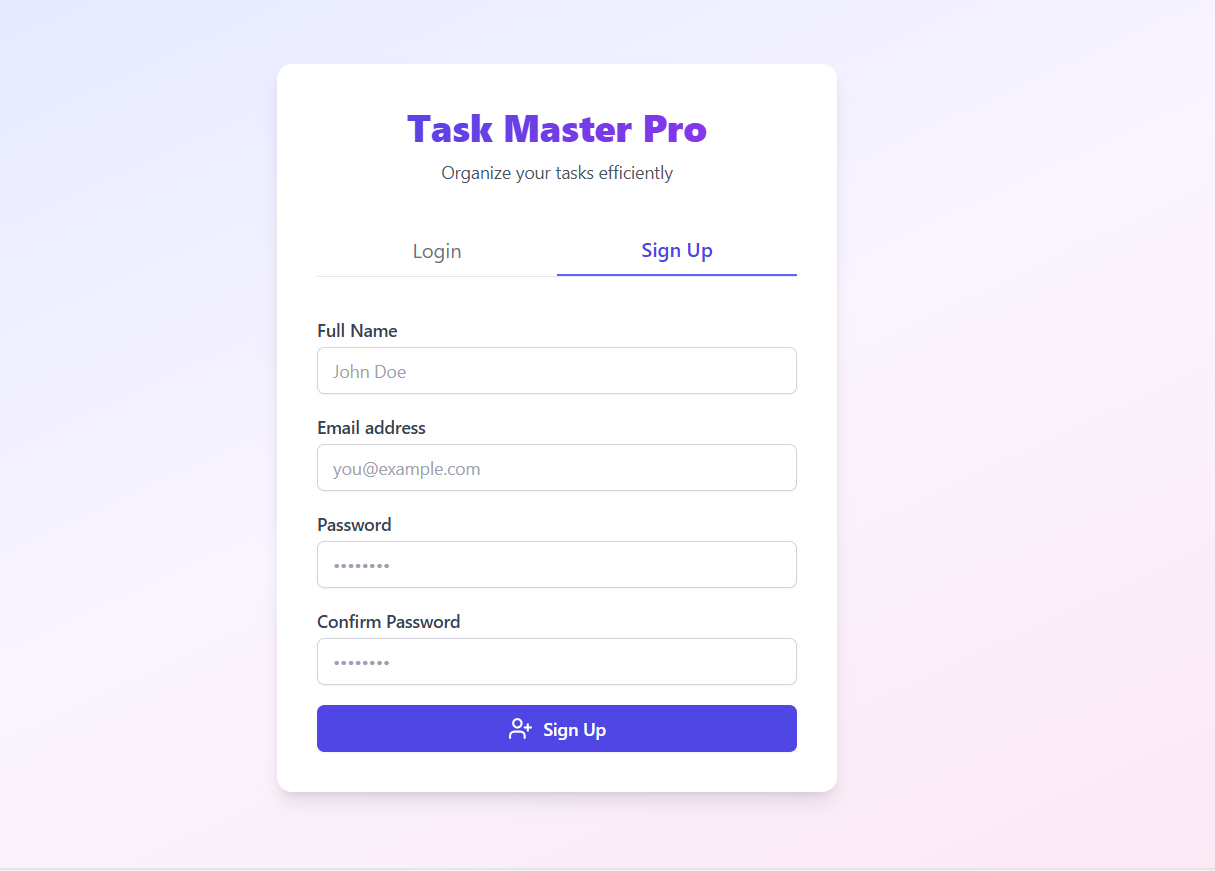 Task Master Pro
Organize your tasks efficiently
Login
Sign Up
Full Name
John Doe
Email address
you@example.com
Password
••••••••
Confirm Password
••••••••
Sign Up